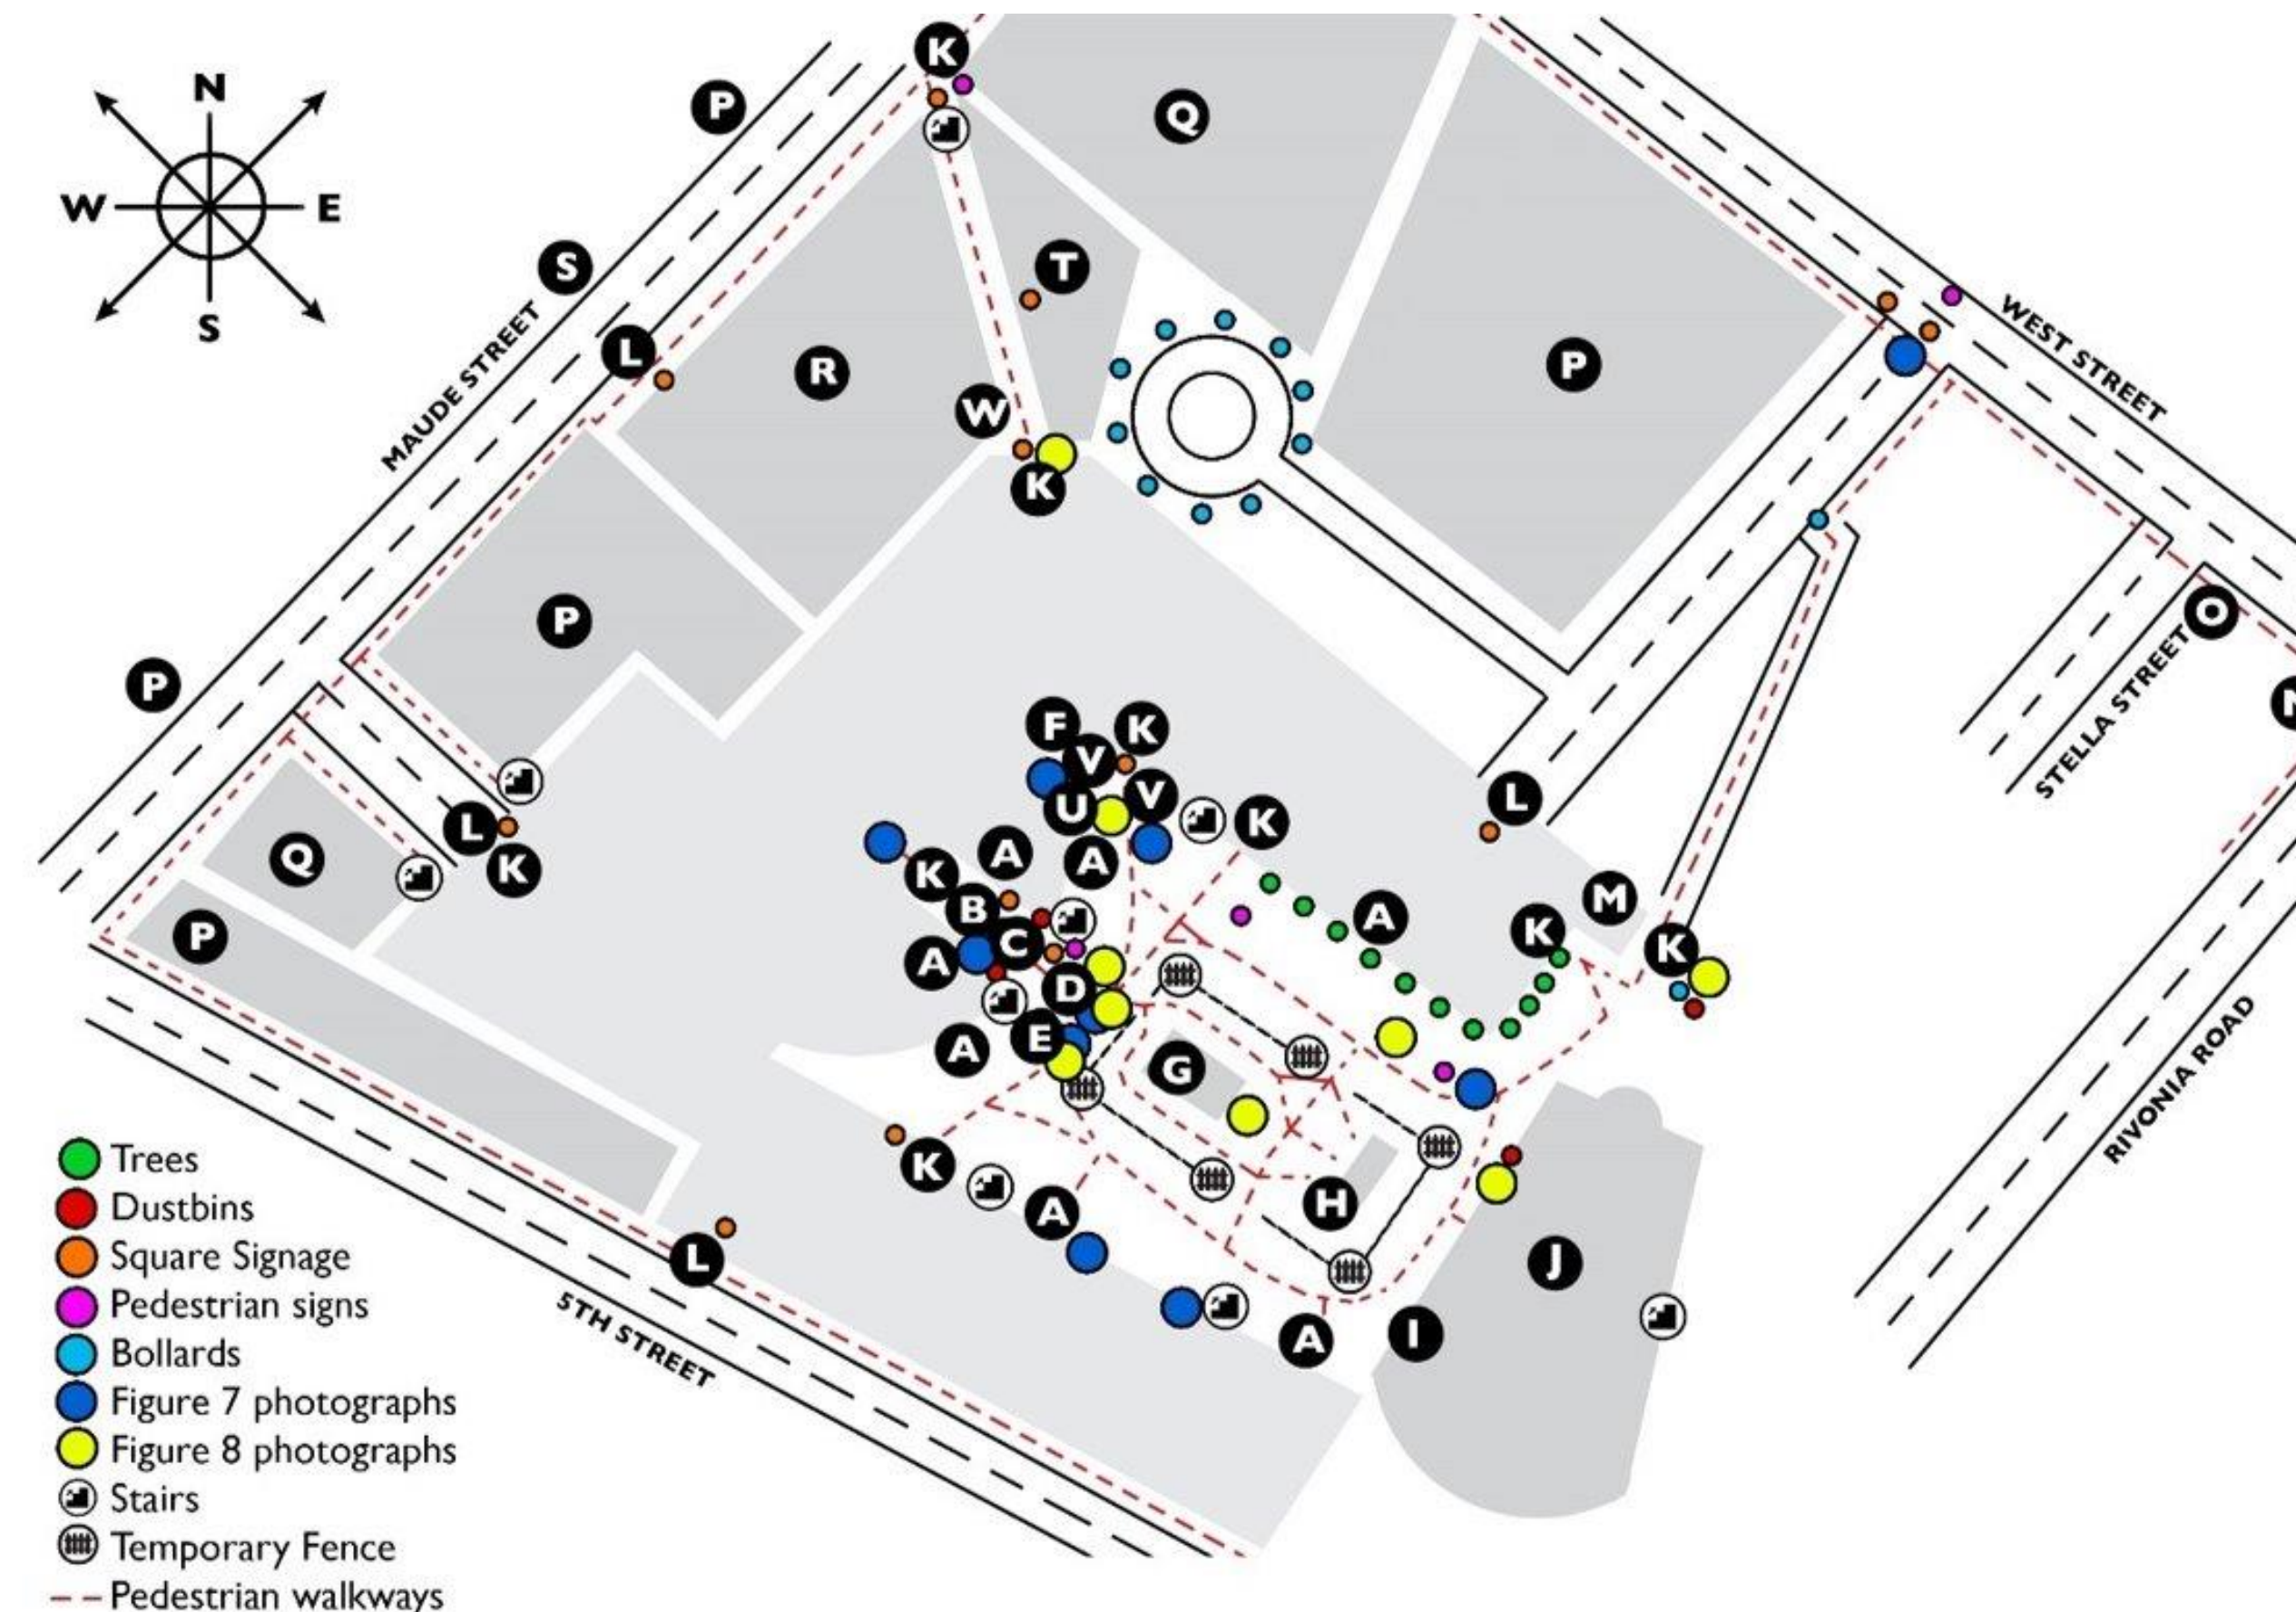 N
W E
S
MAUDE STREET
WEST STREET
STELLA STREET
RIVONIA ROAD
5TH STREET
K
P
Q
S
T
L
R
P
W
K
P
O
P
F
K
V
V
U
L
L
K
A
A
K
K
Q
K
B
A
M
K
K
P
C
A
D
A
E
G
K
A
H
L
J
A
I
Trees
Dustbins
Square Signage
Pedestrian signs
Bollards
Figure 7 photographs
Figure 8 photographs
Stairs
Temporary Fence
Pedestrian walkways